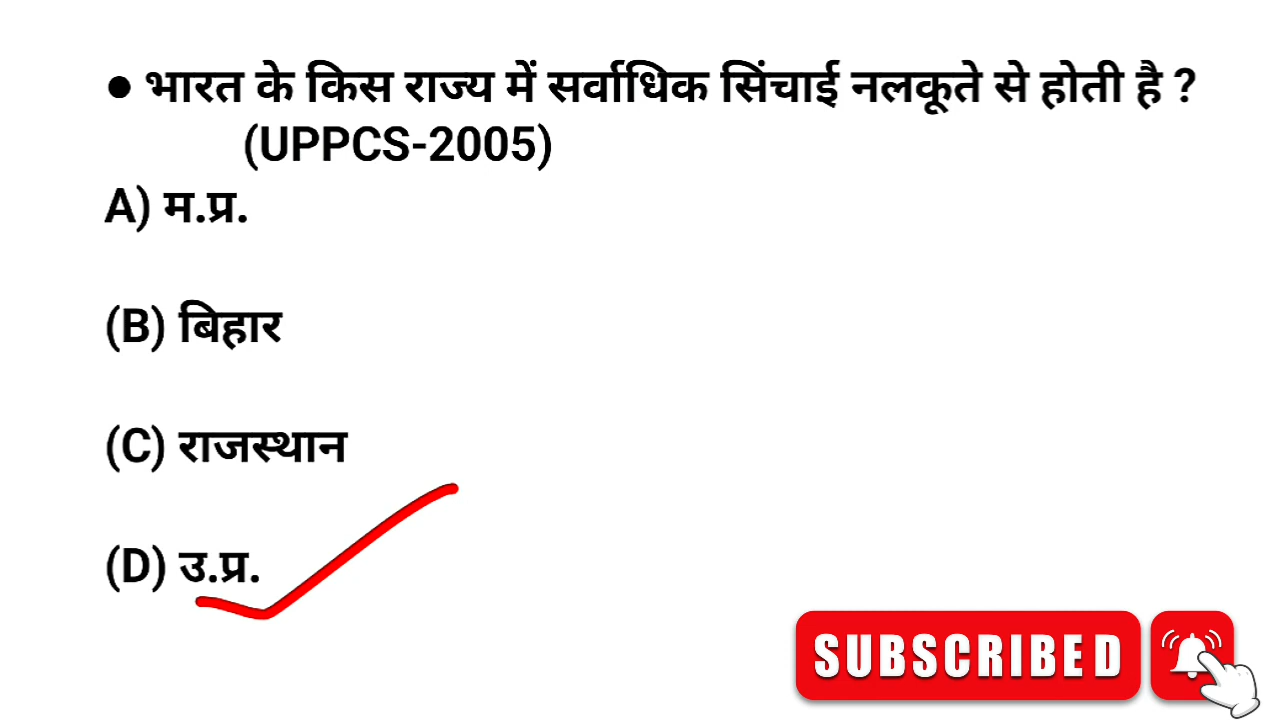 ● भारत के किस राज्य में सर्वाधिक सिंचाई नलकूते से होती है ?
(UPPCS-2005)
A) म.प्र.
(B) बिहार
(C) राजस्थान
(D) उ.प्र.
SUBSCRIBED